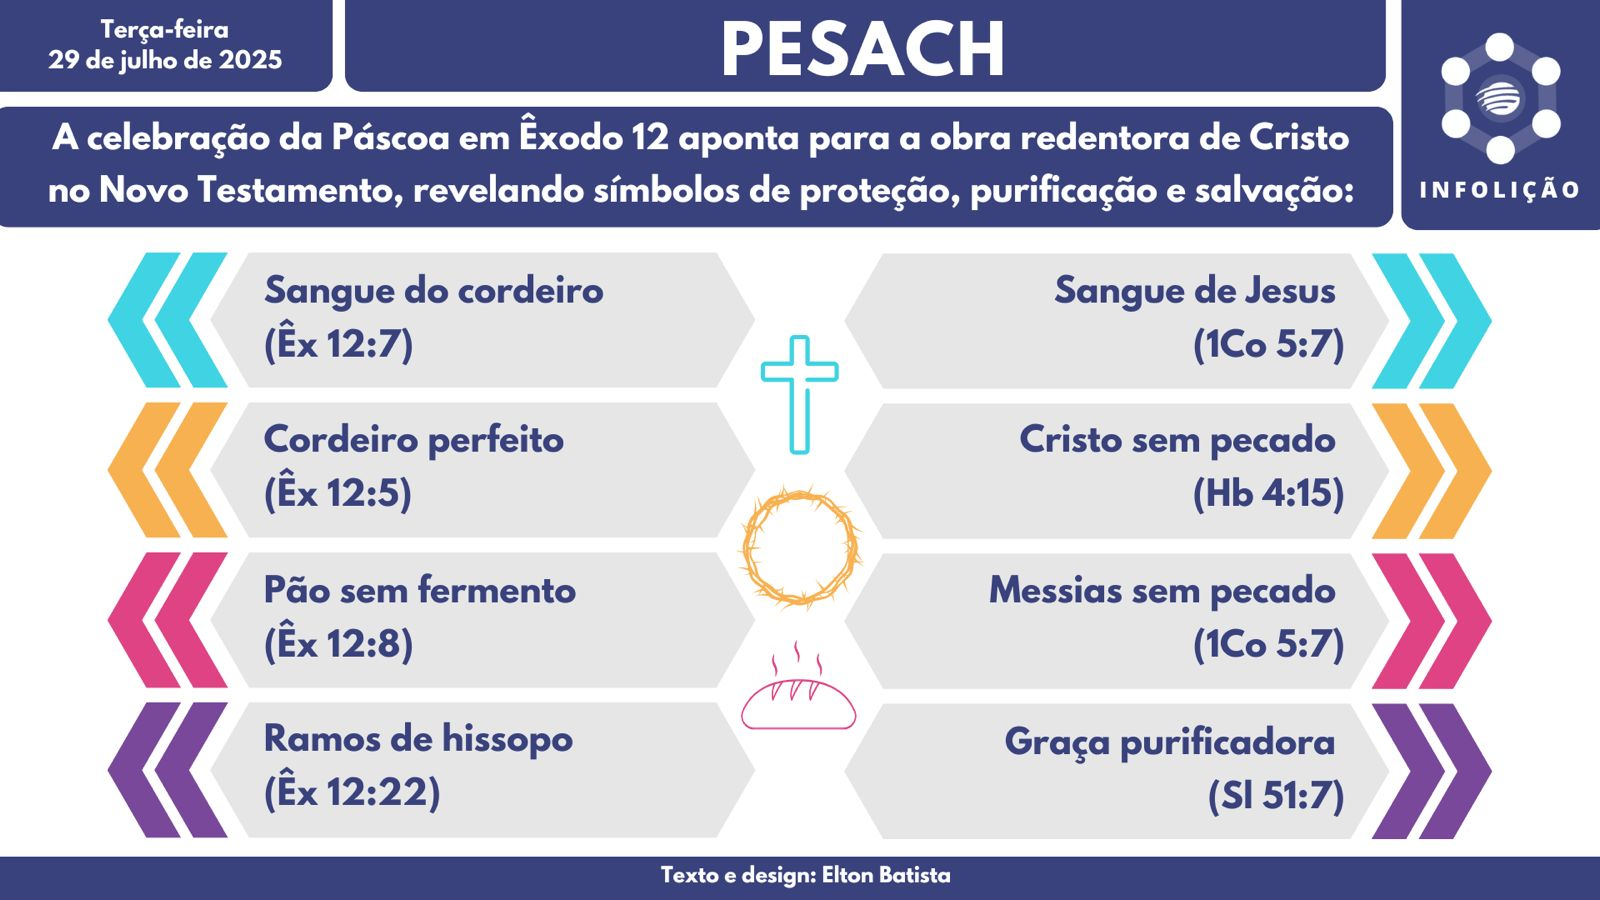 Terça-feira
29 de julho de 2025
PESACH
A celebração da Páscoa em Êxodo 12 aponta para a obra redentora de Cristo
no Novo Testamento, revelando símbolos de proteção, purificação e salvação:
INFOLIÇÃO
Sangue do cordeiro
(Êx 12:7)
Sangue de Jesus
(1Co 5:7)
Cordeiro perfeito
(Êx 12:5)
Cristo sem pecado
(Hb 4:15)
Pão sem fermento
(Êx 12:8)
Messias sem pecado
(1Co 5:7)
Ramos de hissopo
(Êx 12:22)
Graça purificadora
(Sl 51:7)
Texto e design: Elton Batista